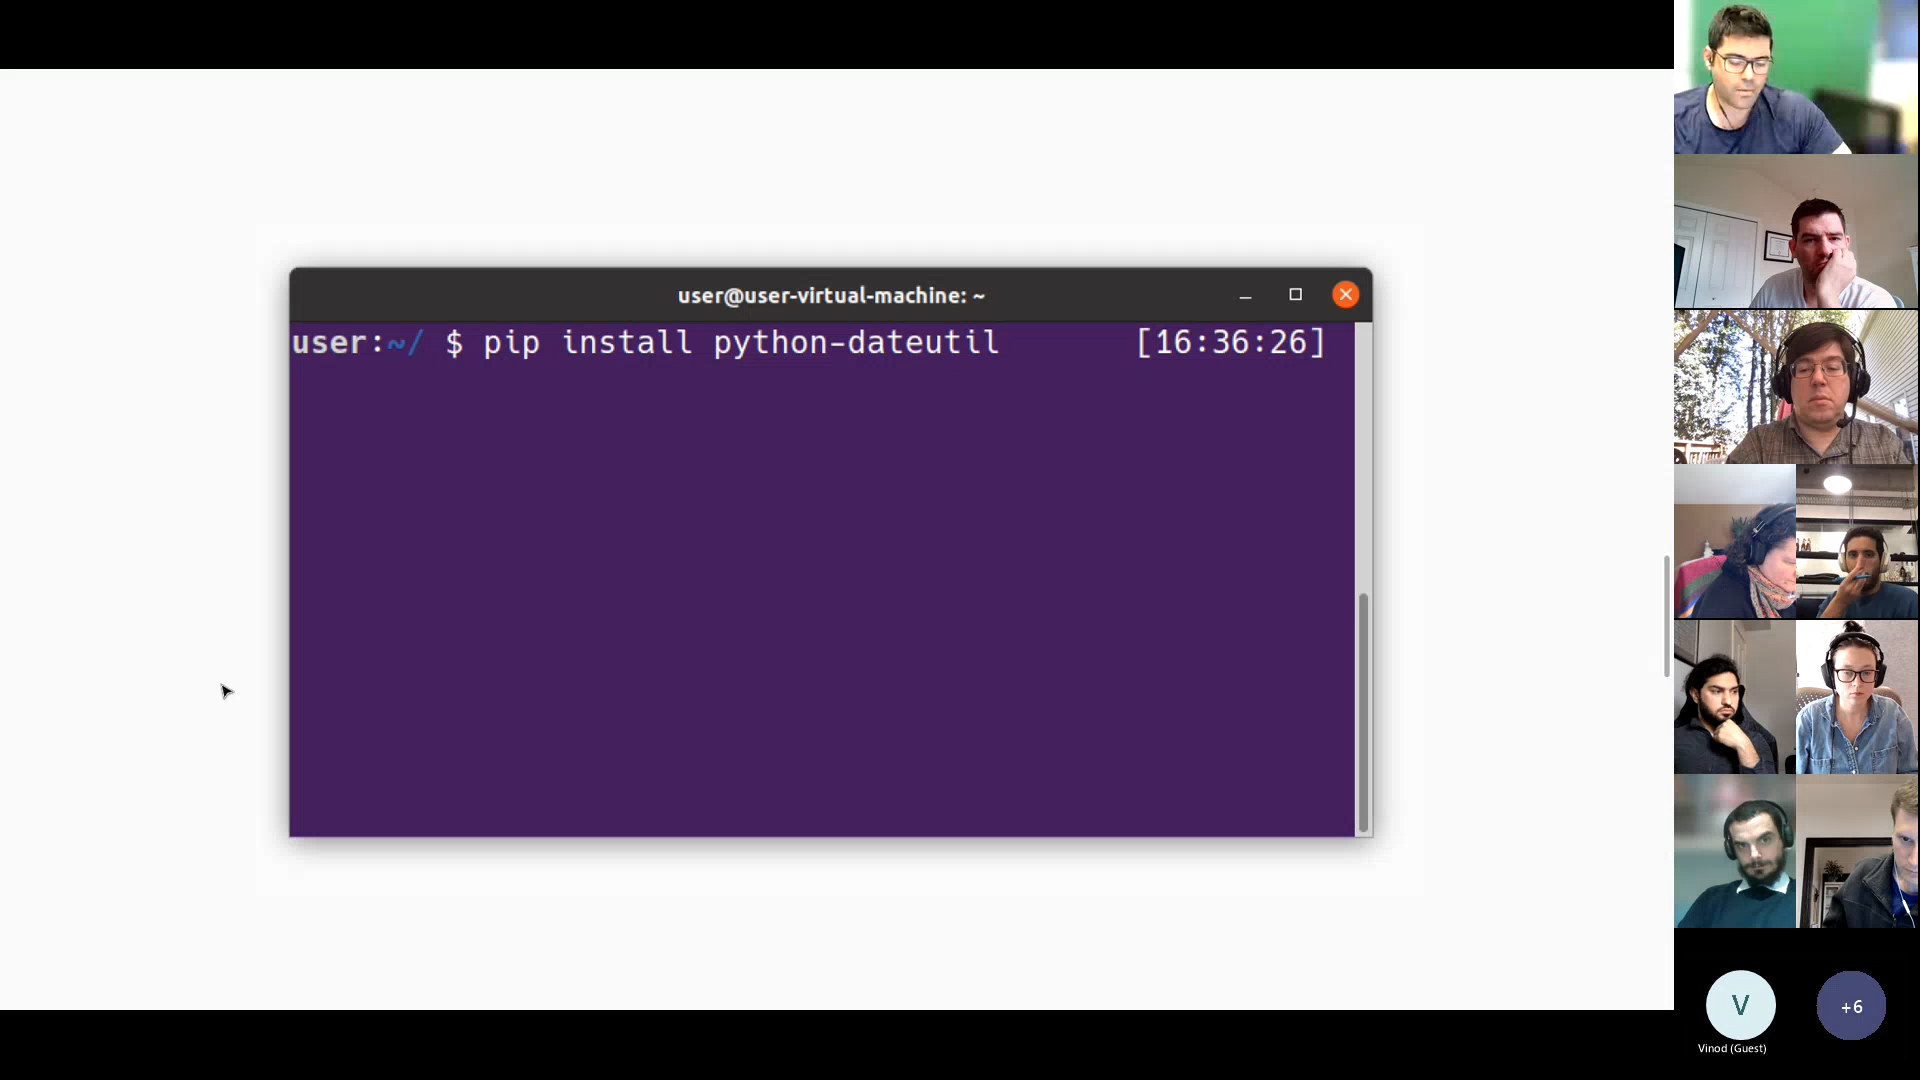 user@user-virtual-machine: ~
user:~/ $ pip install python-dateutil [16:36:26]
V
+6
Vinod (Guest)